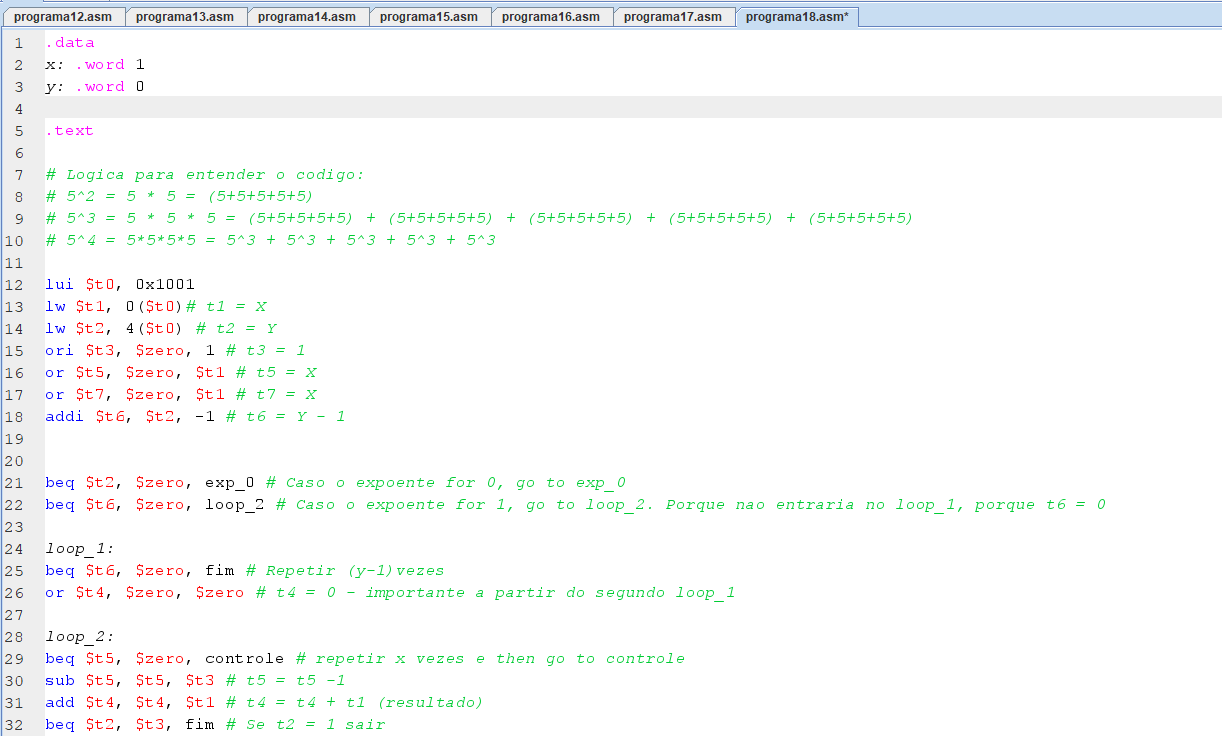 programa12.asm programa13.asm programa14.asm programa15.asm programa16.asm programa17.asm programa18.asm*
1 .data
2 x: .word 1
3 y: .word 0
4
5 .text
6
7 # Logica para entender o codigo:
8 # 5^2 = 5 * 5 = (5+5+5+5+5)
9 # 5^3 = 5 * 5 * 5 = (5+5+5+5+5) + (5+5+5+5+5) + (5+5+5+5+5) + (5+5+5+5+5) + (5+5+5+5+5)
10 # 5^4 = 5*5*5*5 = 5^3 + 5^3 + 5^3 + 5^3 + 5^3
11
12 lui $t0, 0x1001
13 lw $t1, 0($t0)# t1 = X
14 lw $t2, 4($t0) # t2 = Y
15 ori $t3, $zero, 1 # t3 = 1
16 or $t5, $zero, $t1 # t5 = X
17 or $t7, $zero, $t1 # t7 = X
18 addi $t6, $t2, -1 # t6 = Y - 1
19
20
21 beq $t2, $zero, exp_0 # Caso o expoente for 0, go to exp_0
22 beq $t6, $zero, loop_2 # Caso o expoente for 1, go to loop_2. Porque nao entraria no loop_1, porque t6 = 0
23
24 loop_1:
25 beq $t6, $zero, fim # Repetir (y-1)vezes
26 or $t4, $zero, $zero # t4 = 0 - importante a partir do segundo loop_1
27
28 loop_2:
29 beq $t5, $zero, controle # repetir x vezes e then go to controle
30 sub $t5, $t5, $t3 # t5 = t5 -1
31 add $t4, $t4, $t1 # t4 = t4 + t1 (resultado)
32 beq $t2, $t3, fim # Se t2 = 1 sair